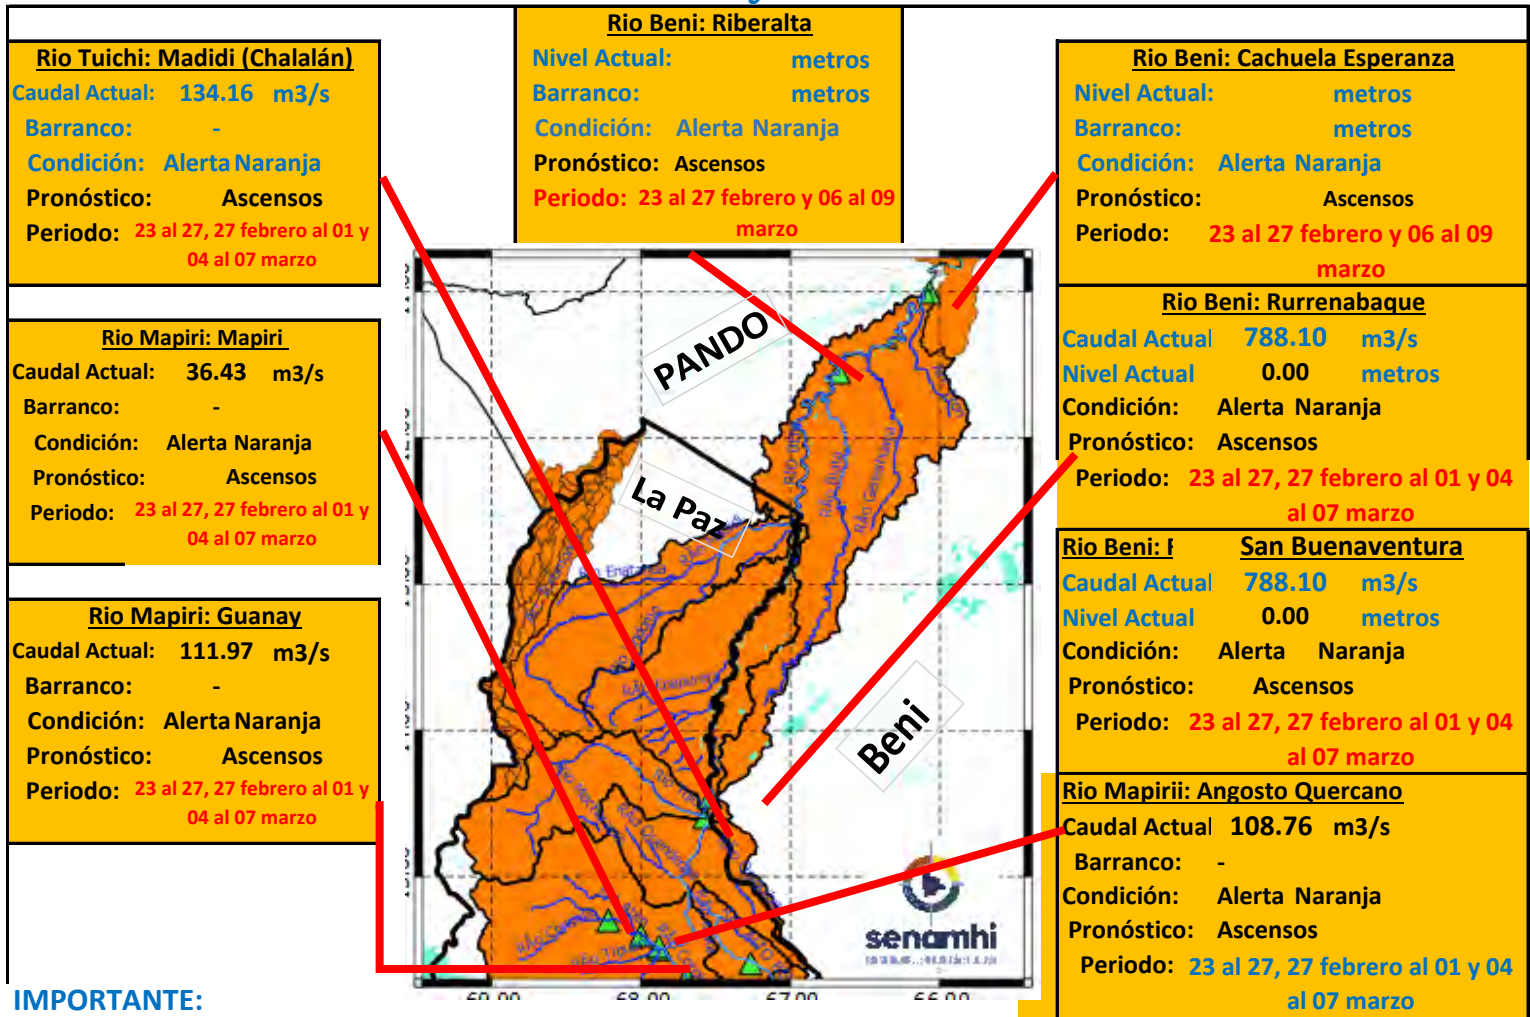 Rio Tuichi: Madidi (Chalalán)
Caudal Actual: 134.16 m3/s
Barranco: -
Condición: Alerta Naranja
Pronóstico: Ascensos
Periodo: 23 al 27, 27 febrero al 01 y
04 al 07 marzo
Rio Mapiri: Mapiri
Caudal Actual: 36.43 m3/s
Barranco: -
Condición: Alerta Naranja
Pronóstico: Ascensos
Periodo: 23 al 27, 27 febrero al 01 y
04 al 07 marzo
Rio Mapiri: Guanay
Caudal Actual: 111.97 m3/s
Barranco: -
Condición: Alerta Naranja
Pronóstico: Ascensos
Periodo: 23 al 27, 27 febrero al 01 y
04 al 07 marzo
IMPORTANTE:
Rio Beni: Riberalta
Nivel Actual: metros
Barranco: metros
Condición: Alerta Naranja
Pronóstico: Ascensos
Periodo: 23 al 27 febrero y 06 al 09
marzo
PANDO
La Paz
Beni
senamhi
69.00 68.00 67.00 66.00
Rio Beni: Cachuela Esperanza
Nivel Actual: metros
Barranco: metros
Condición: Alerta Naranja
Pronóstico: Ascensos
Periodo: 23 al 27 febrero y 06 al 09
marzo
Rio Beni: Rurrenabaque
Caudal Actual 788.10 m3/s
Nivel Actual 0.00 metros
Condición: Alerta Naranja
Pronóstico: Ascensos
Periodo: 23 al 27, 27 febrero al 01 y 04
al 07 marzo
Rio Beni: San Buenaventura
Caudal Actual 788.10 m3/s
Nivel Actual 0.00 metros
Condición: Alerta Naranja
Pronóstico: Ascensos
Periodo: 23 al 27, 27 febrero al 01 y 04
al 07 marzo
Rio Mapirii: Angosto Quercano
Caudal Actual 108.76 m3/s
Barranco: -
Condición: Alerta Naranja
Pronóstico: Ascensos
Periodo: 23 al 27, 27 febrero al 01 y 04
al 07 marzo